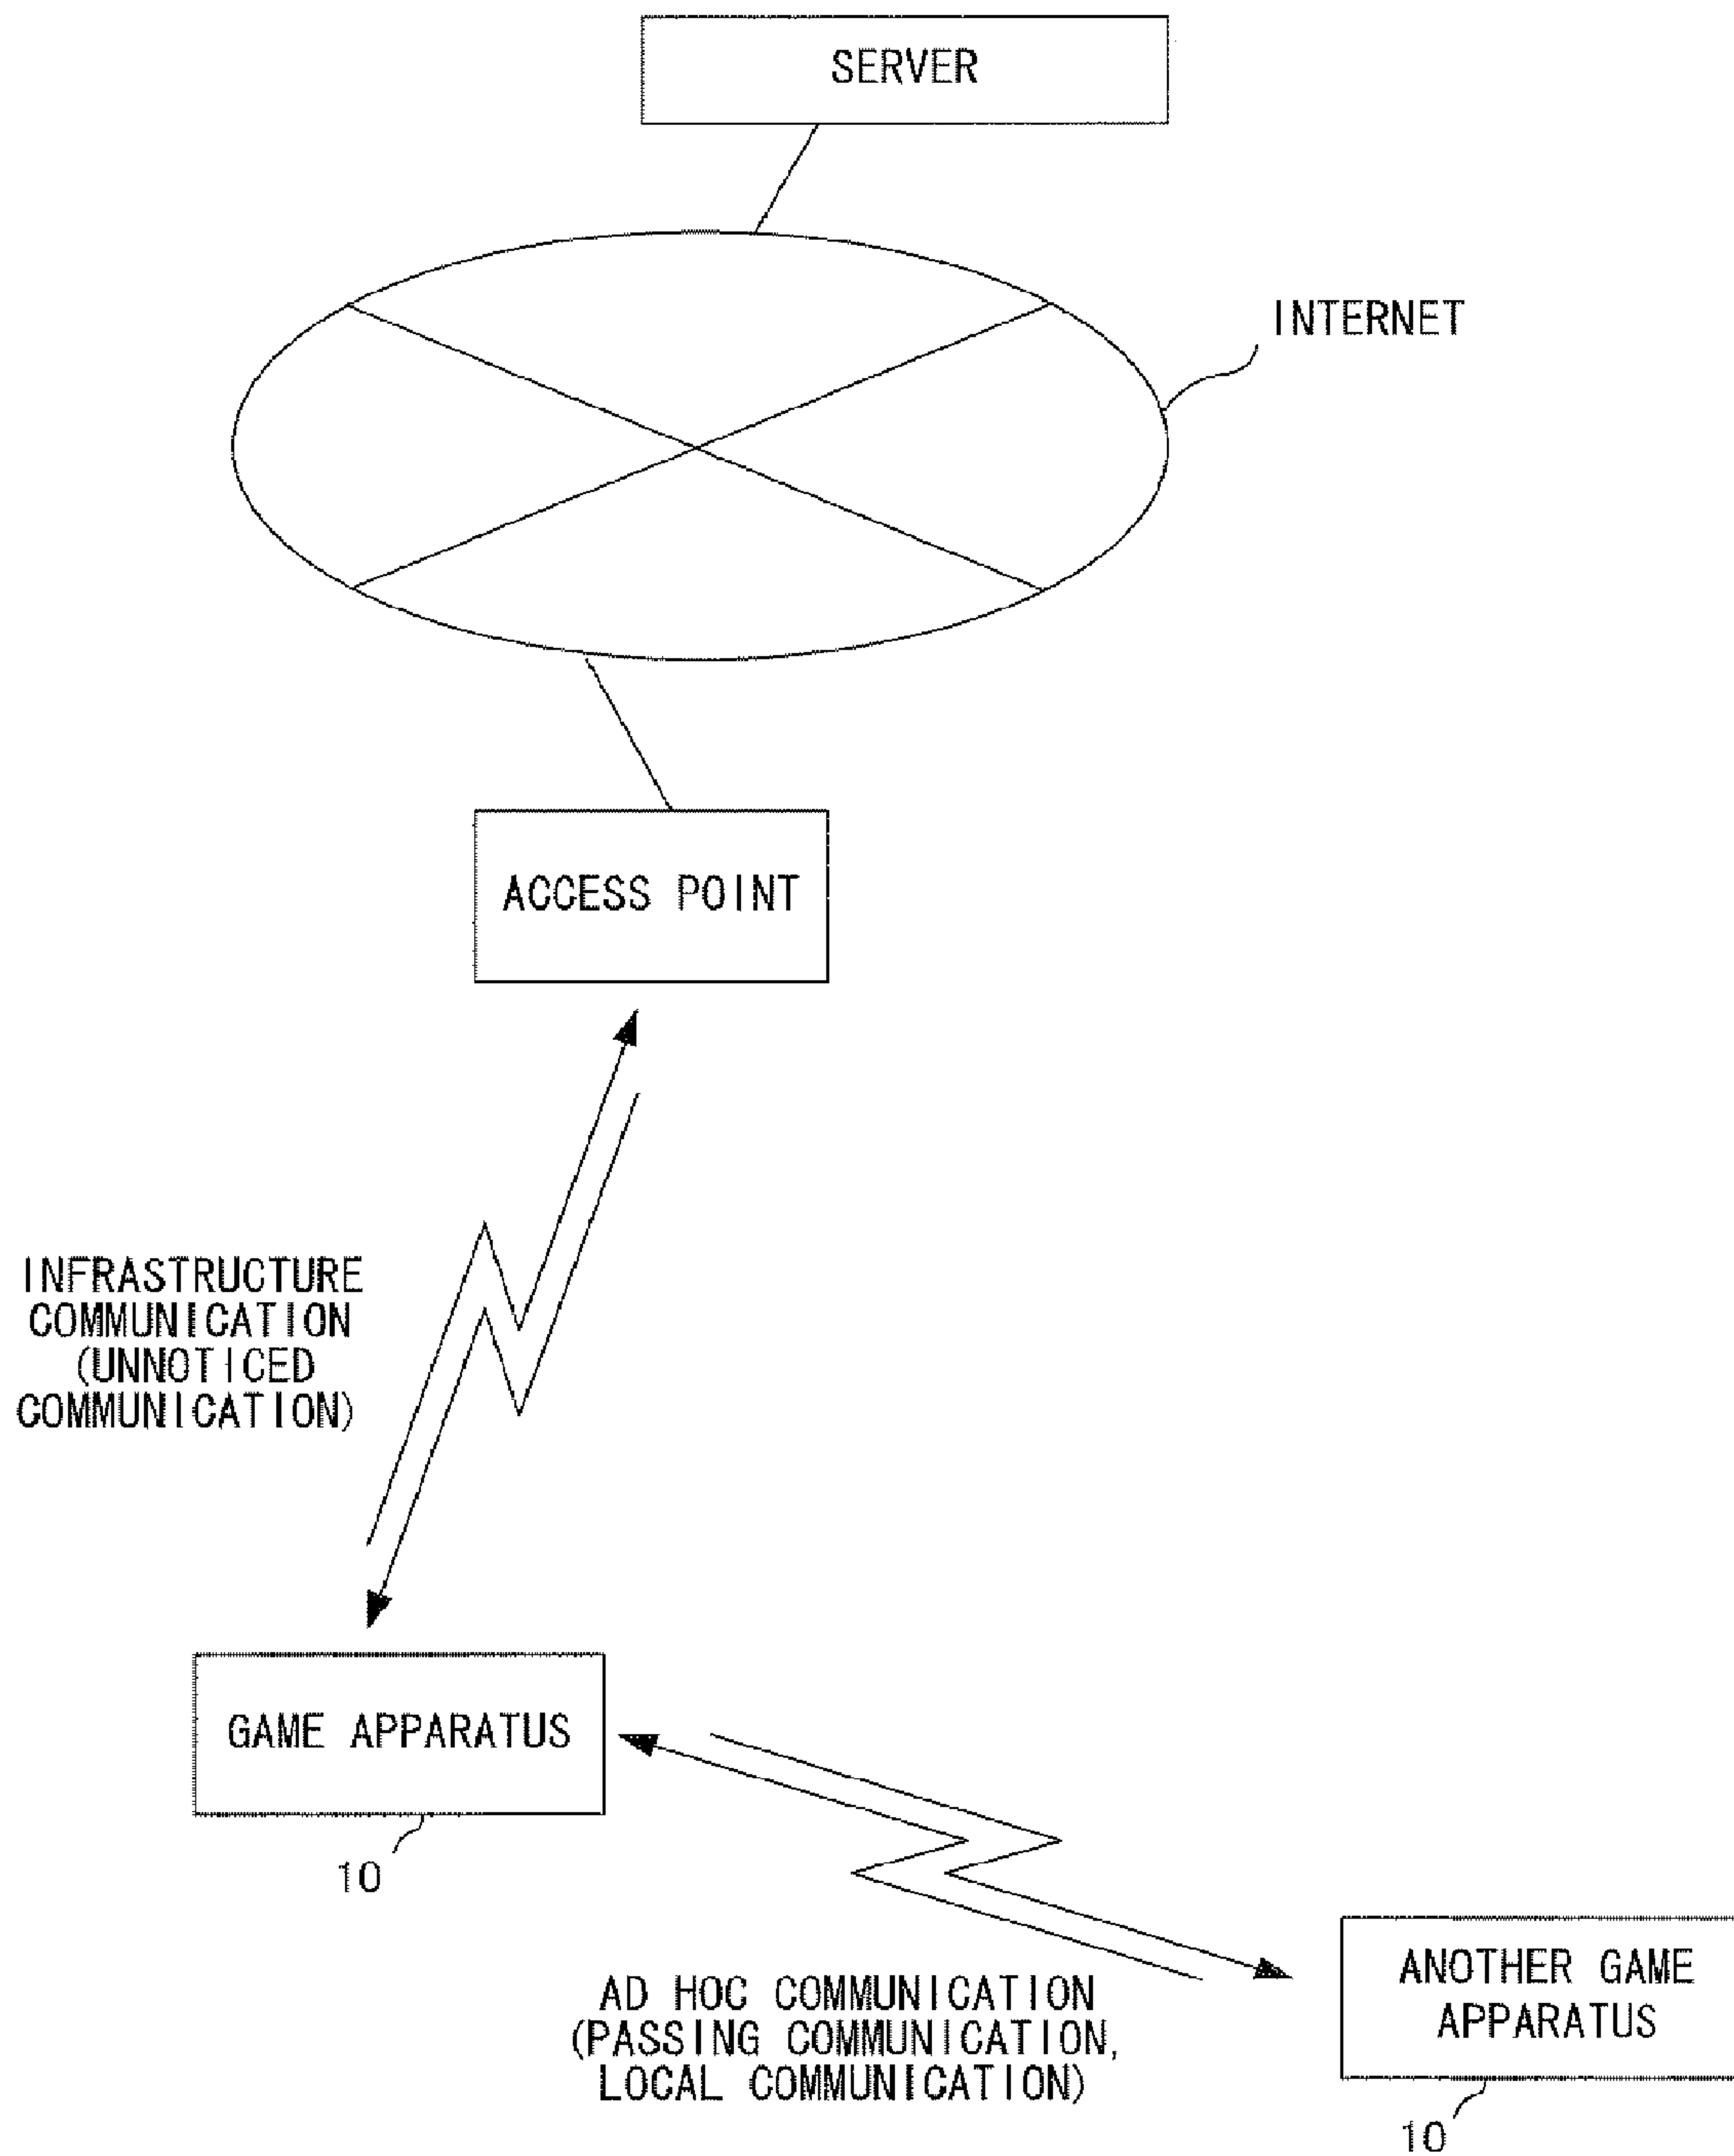 SERVER
INTERNET
ACCESS POINT
INFRASTRUCTURE
COMMUNICATION
(UNNOTICED
COMMUNICATION)
GAME APPARATUS
10
AD HOC COMMUNICATION
(PASSING COMMUNICATION,
LOCAL COMMUNICATION)
ANOTHER GAME
APPARATUS
10